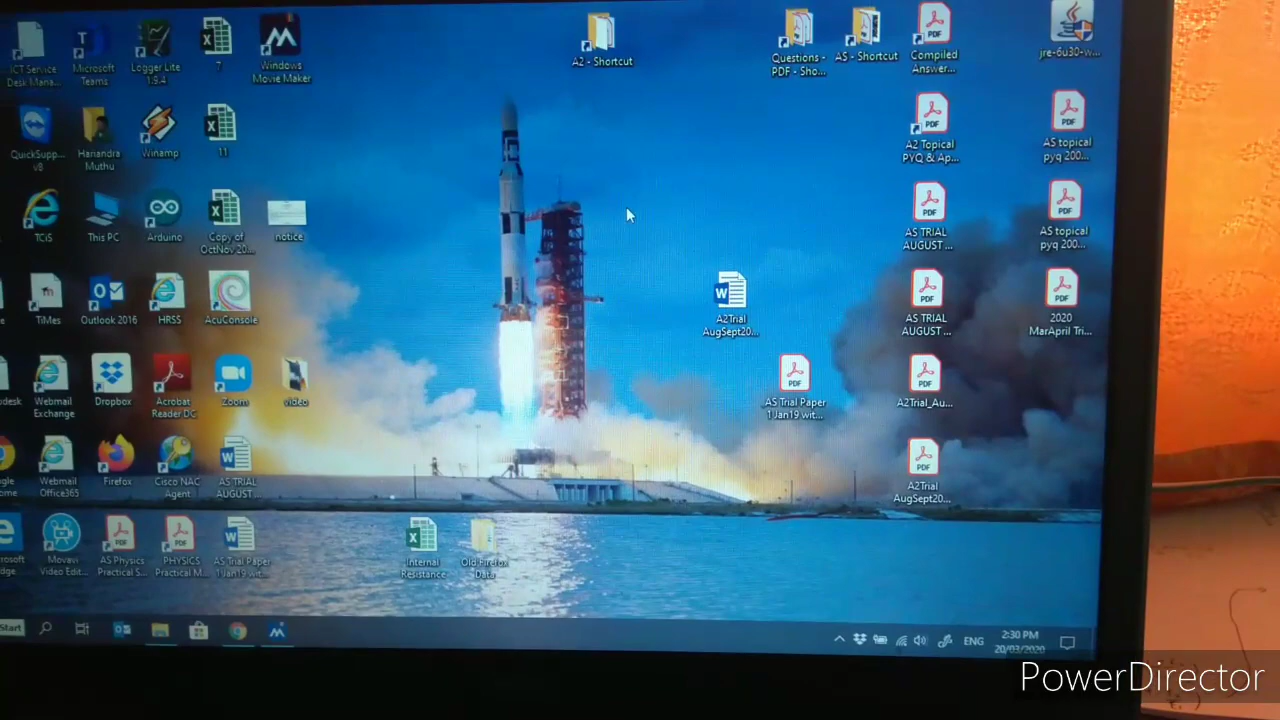 ICT Service
Desk Mana...
Microsoft
Teams
Logger Lite
1.9.4
7
Windows
Movie Maker
A2 - Shortcut
Questions -
PDF - Sho...
AS - Shortcut
Compiled
Answer...
jre-6u30-w...
QuickSupp...
v8
Hariandra
Muthu
Winamp
11
A2 Topical
PYQ & Ap...
AS topical
pyq 200...
TCiS
This PC
Arduino
Copy of
OctNov 20...
notice
AS TRIAL
AUGUST ...
AS topical
pyq 200...
TiMes
Outlook 2016
HRSS
AcuConsole
A2Trial
AugSept20...
AS TRIAL
AUGUST ...
2020
MarApril Tri...
Webmail
Exchange
Dropbox
Acrobat
Reader DC
Zoom
video
AS Trial Paper
1 Jan19 wit...
A2Trial_Au...
Webmail
Office365
Firefox
Cisco NAC
Agent
AS TRIAL
AUGUST ...
A2Trial
AugSept20...
Movavi
Video Edit...
AS Physics
Practical S...
PHYSICS
Practical M...
AS Trial Paper
1 Jan19 wit...
Internal
Resistance
Old Firefox
Data
Start
ENG
2:30 PM
20/03/2020
PowerDirector